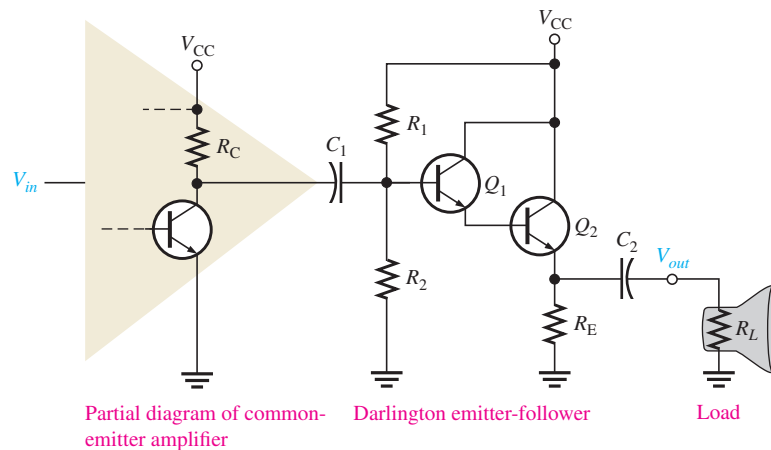 V_CC
V_CC
R_1
R_C
C_1
V_in
Q_1
Q_2
C_2
V_out
R_2
R_E
R_L
Partial diagram of common-
emitter amplifier
Darlington emitter-follower
Load